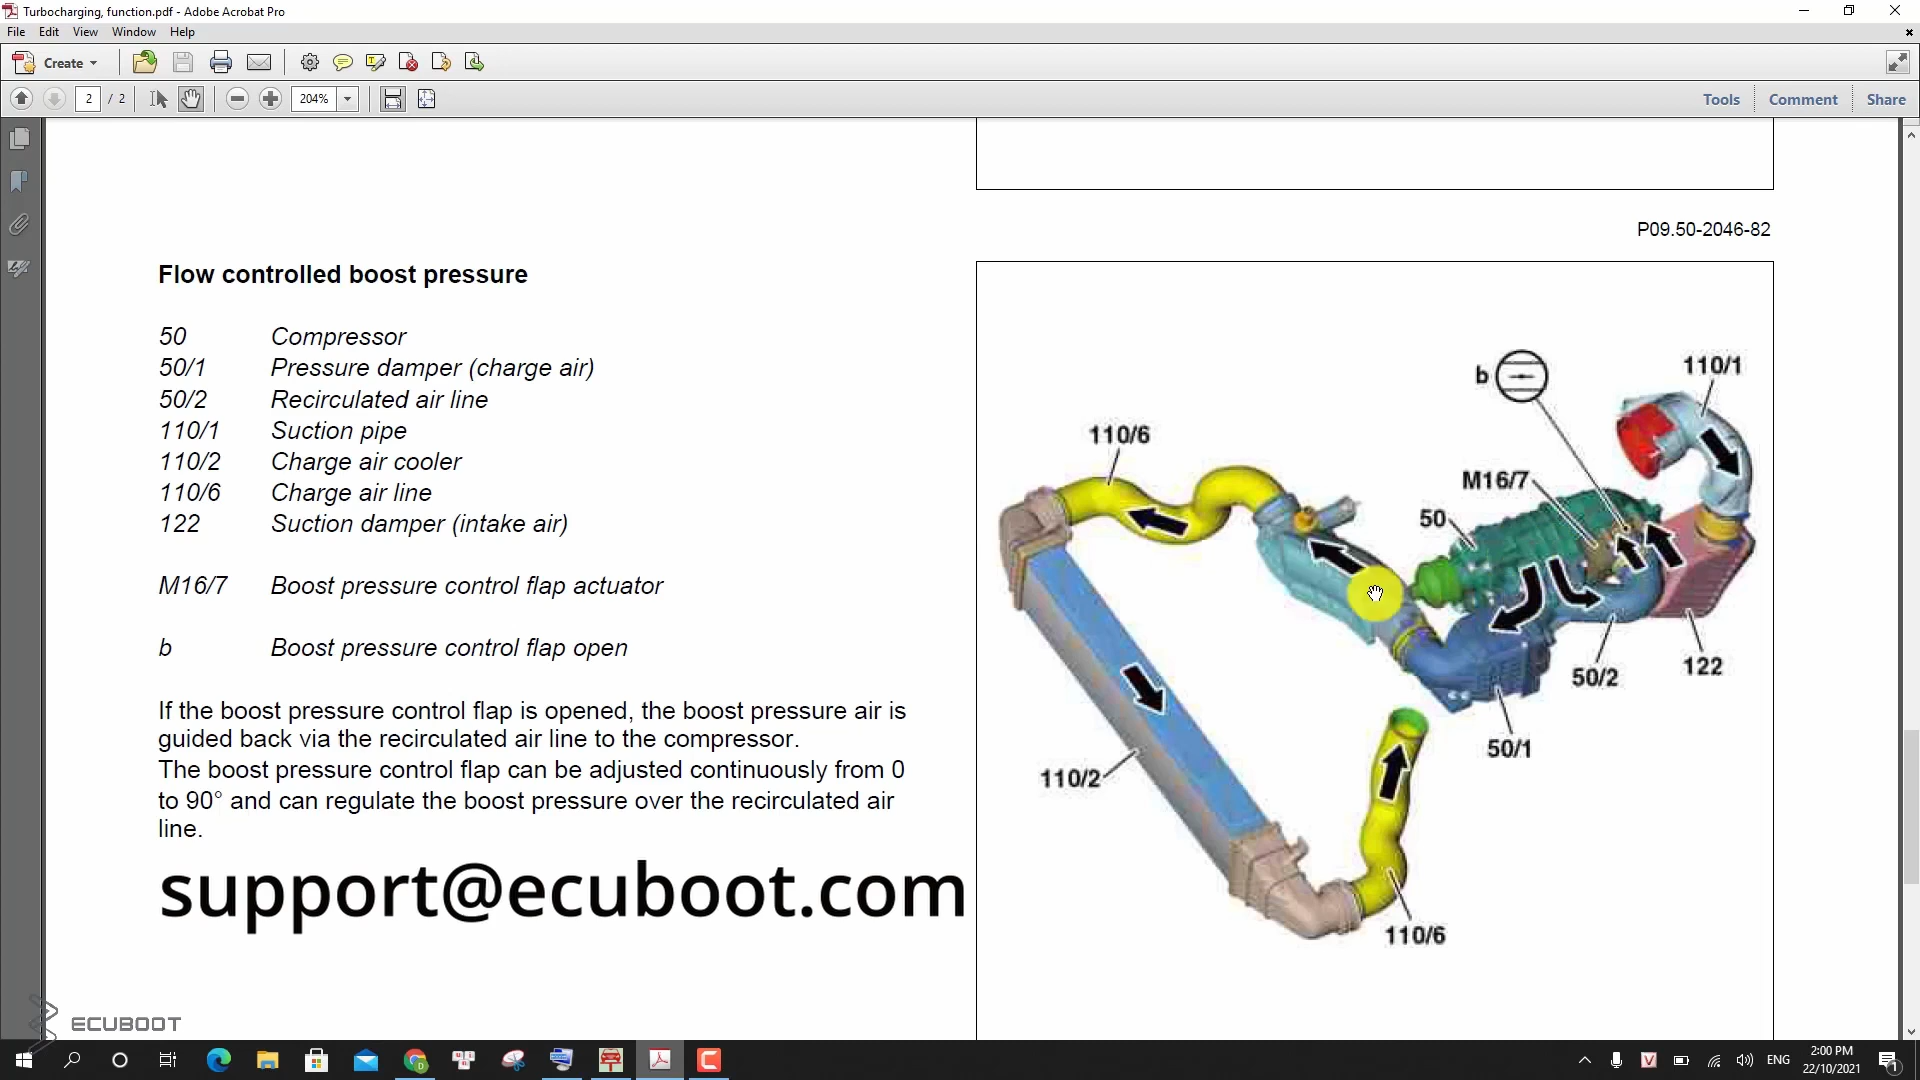 Turbocharging, function.pdf - Adobe Acrobat Pro
File Edit View Window Help
Create
2 / 2 204% Tools Comment Share
P09.50-2046-82
Flow controlled boost pressure
50 Compressor
50/1 Pressure damper (charge air)
50/2 Recirculated air line
110/1 Suction pipe
110/2 Charge air cooler
110/6 Charge air line
122 Suction damper (intake air)
M16/7 Boost pressure control flap actuator
b Boost pressure control flap open
If the boost pressure control flap is opened, the boost pressure air is
guided back via the recirculated air line to the compressor.
The boost pressure control flap can be adjusted continuously from 0
to 90° and can regulate the boost pressure over the recirculated air
line.
support@ecuboot.com
110/1
b
110/6
M16/7
50
122
50/2
50/1
110/2
110/6
ECUBOOT
ENG
2:00 PM
22/10/2021